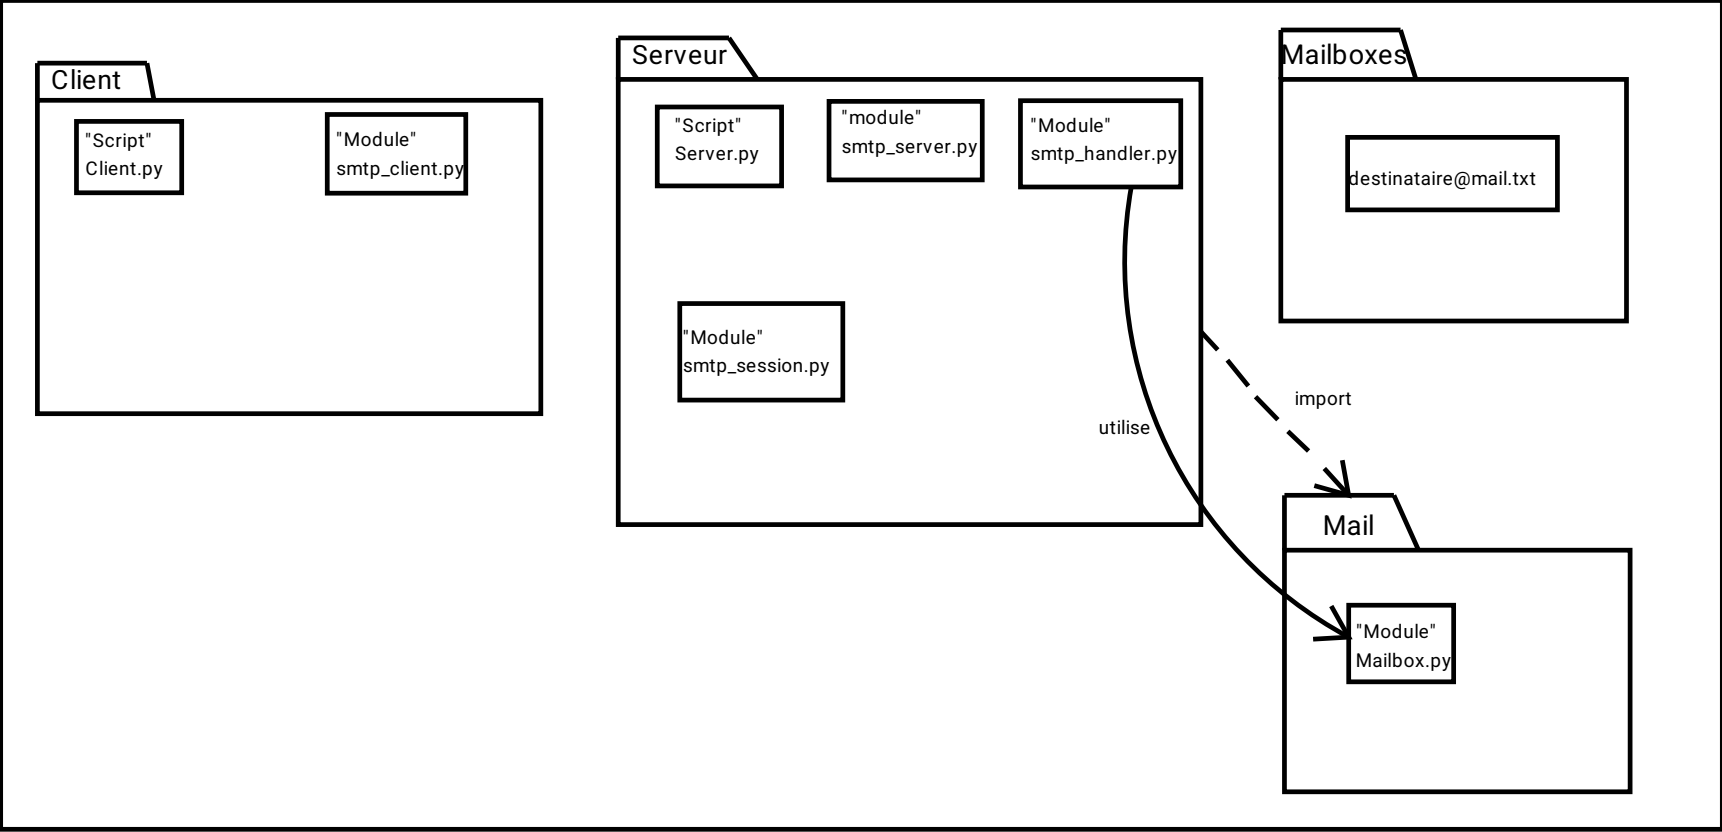 Client
"Script"
Client.py
"Module"
smtp_client.py
Serveur
"Script"
Server.py
"module"
smtp_server.py
"Module"
smtp_handler.py
"Module"
smtp_session.py
utilise
import
Mailboxes
destinataire@mail.txt
Mail
"Module"
Mailbox.py